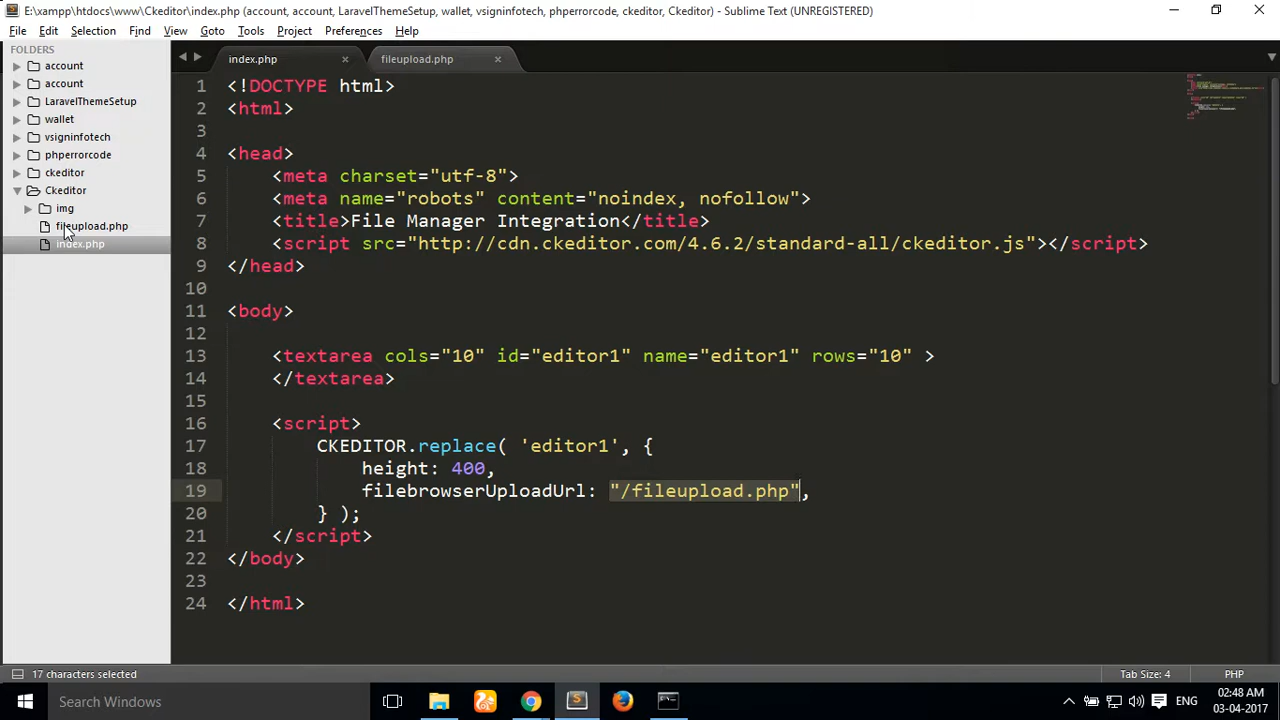 E:\xampp\htdocs\www\Ckeditor\index.php (account, account, LaravelThemeSetup, wallet, vsigninfotech, phperrorcode, ckeditor, Ckeditor) - Sublime Text (UNREGISTERED)
File Edit Selection Find View Goto Tools Project Preferences Help
FOLDERS
account
account
LaravelThemeSetup
wallet
vsigninfotech
phperrorcode
ckeditor
Ckeditor
img
fileupload.php
index.php
index.php fileupload.php
1 <!DOCTYPE html>
2 <html>
3
4 <head>
5 <meta charset="utf-8">
6 <meta name="robots" content="noindex, nofollow">
7 <title>File Manager Integration</title>
8 <script src="http://cdn.ckeditor.com/4.6.2/standard-all/ckeditor.js"></script>
9 </head>
10
11 <body>
12
13 <textarea cols="10" id="editor1" name="editor1" rows="10" >
14 </textarea>
15
16 <script>
17 CKEDITOR.replace( 'editor1', {
18 height: 400,
19 filebrowserUploadUrl: "/fileupload.php",
20 } );
21 </script>
22 </body>
23
24 </html>
17 characters selected Tab Size: 4 PHP
Search Windows
ENG
02:48 AM
03-04-2017